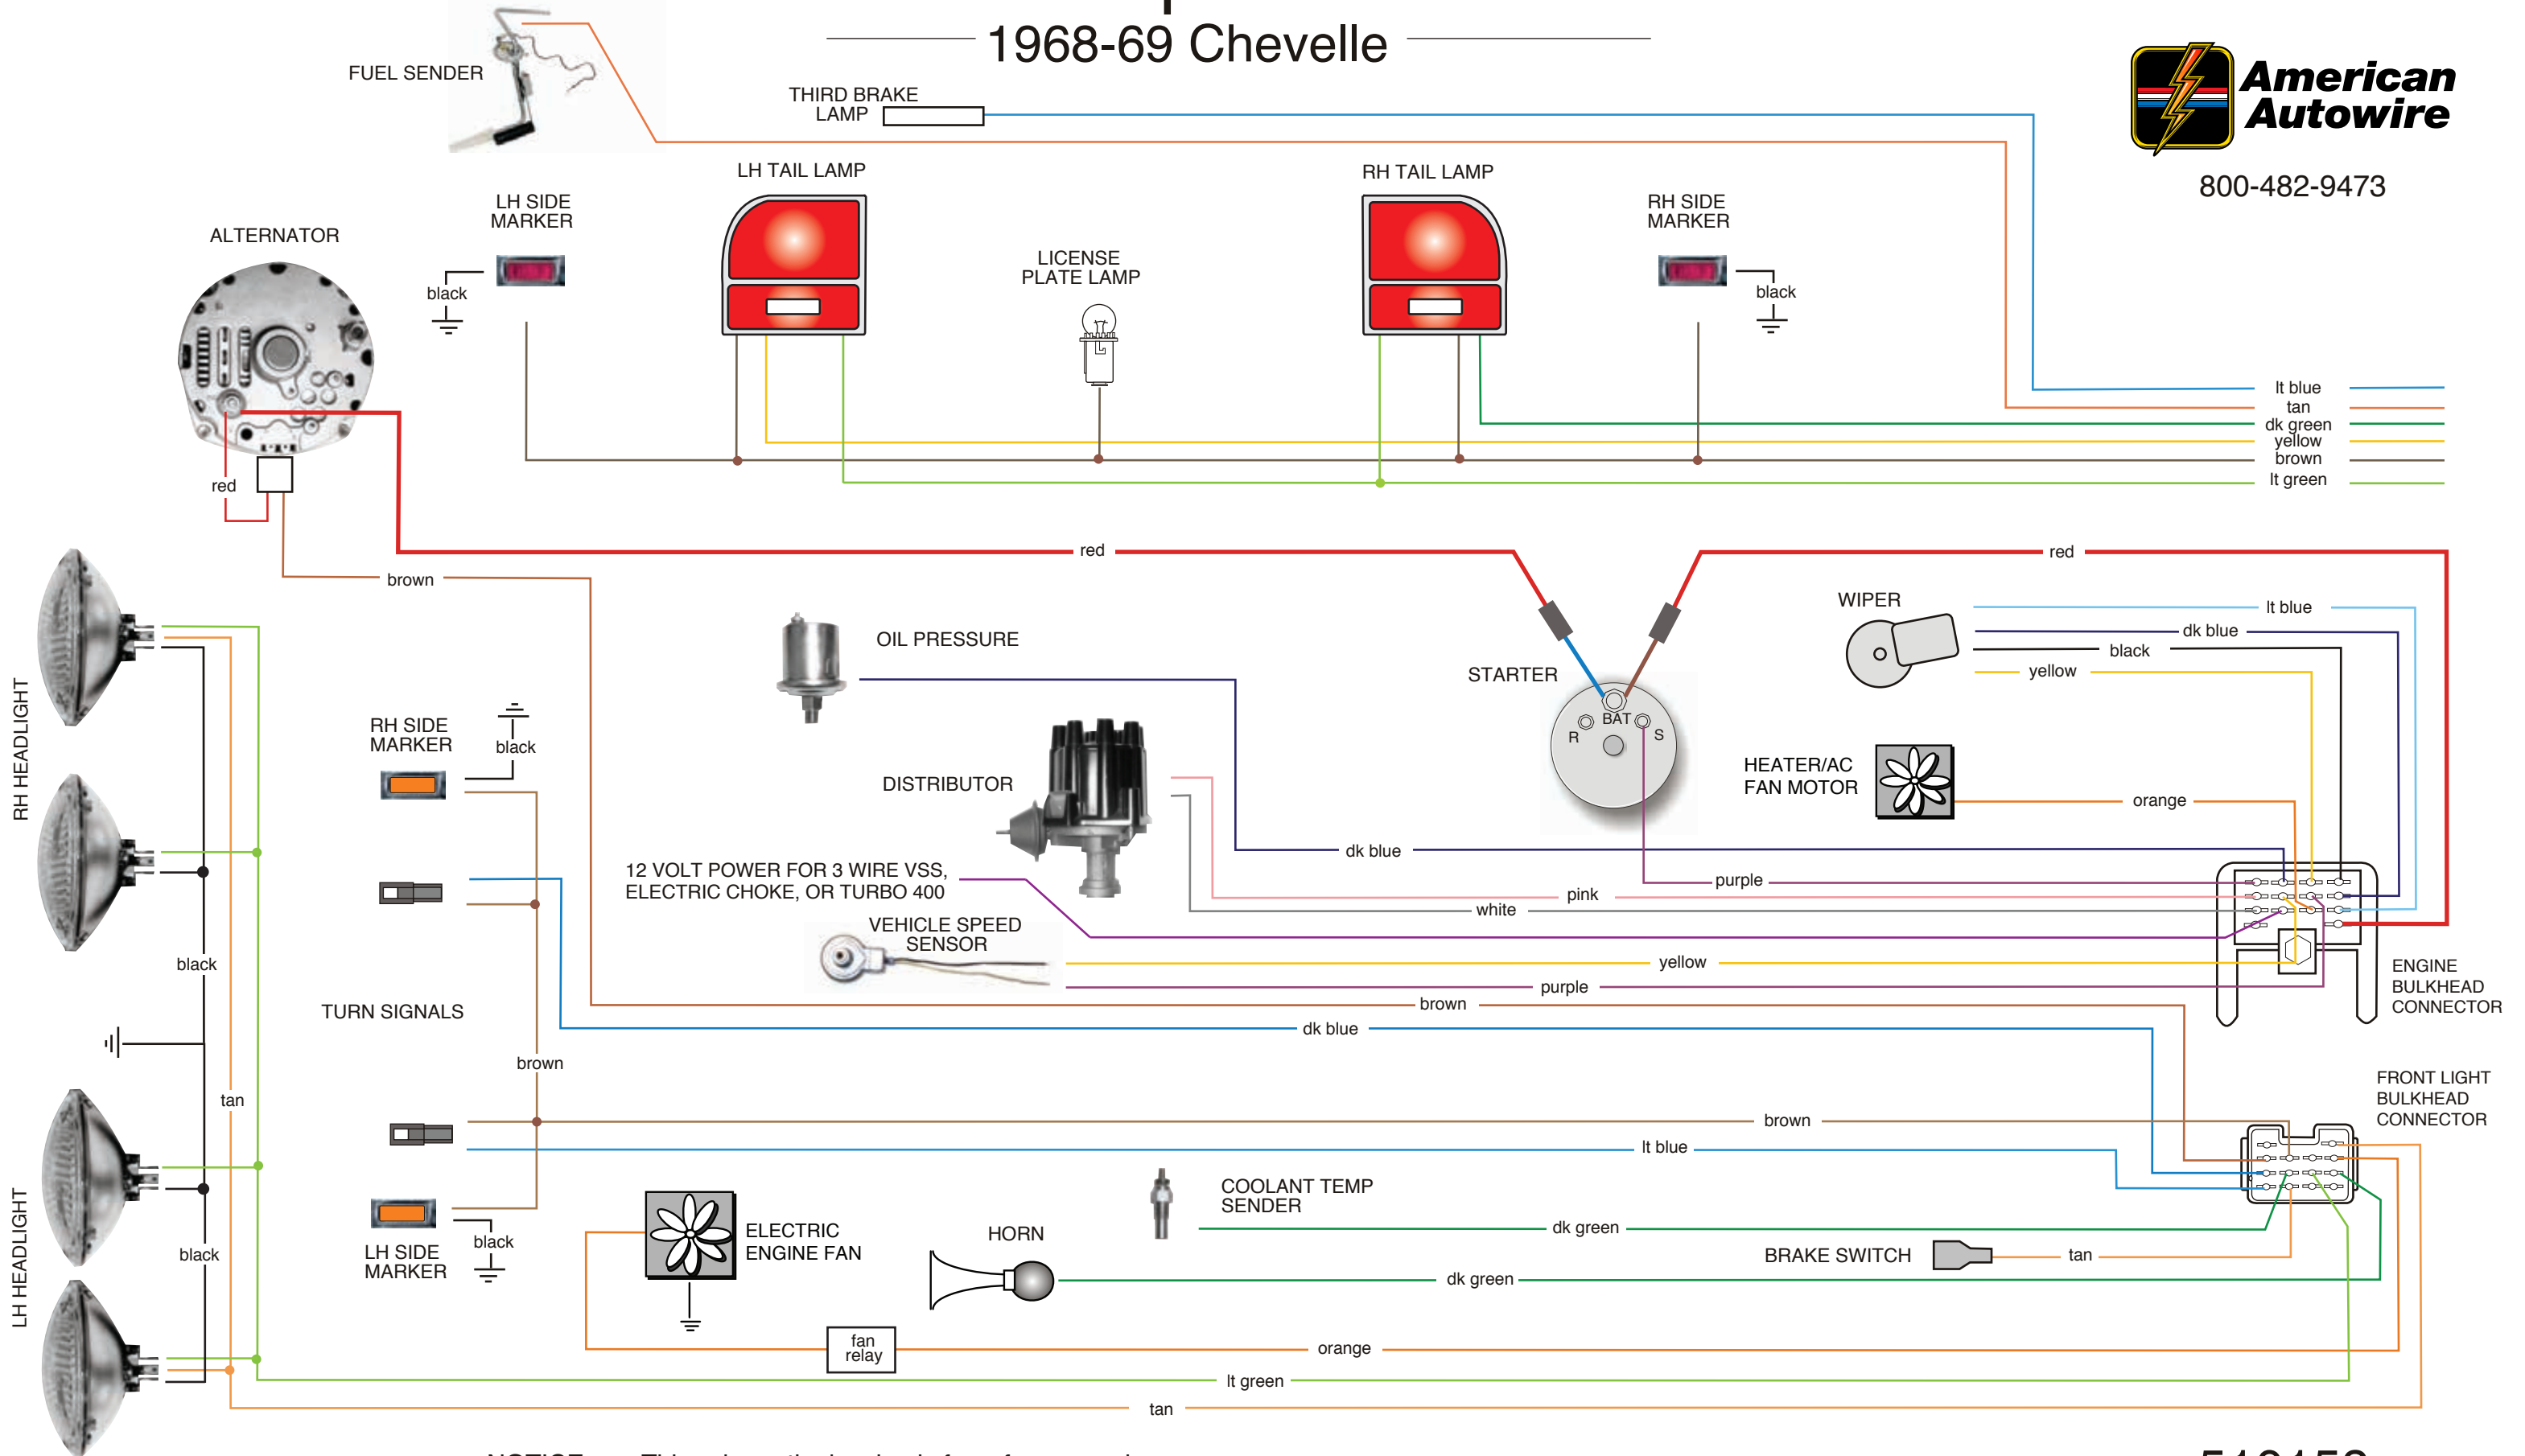 1968-69 Chevelle
American
Autowire
800-482-9473
FUEL SENDER
THIRD BRAKE
LAMP
LH TAIL LAMP
RH TAIL LAMP
LH SIDE
MARKER
RH SIDE
MARKER
ALTERNATOR
LICENSE
PLATE LAMP
black
black
lt blue
tan
dk green
yellow
brown
lt green
red
red
red
brown
WIPER
lt blue
dk blue
black
yellow
OIL PRESSURE
STARTER
BAT
R
S
RH HEADLIGHT
RH SIDE
MARKER
black
HEATER/AC
FAN MOTOR
orange
DISTRIBUTOR
dk blue
12 VOLT POWER FOR 3 WIRE VSS,
ELECTRIC CHOKE, OR TURBO 400
purple
pink
white
VEHICLE SPEED
SENSOR
yellow
purple
ENGINE
BULKHEAD
CONNECTOR
black
TURN SIGNALS
brown
dk blue
brown
tan
FRONT LIGHT
BULKHEAD
CONNECTOR
brown
lt blue
COOLANT TEMP
SENDER
dk green
LH HEADLIGHT
black
LH SIDE
MARKER
black
ELECTRIC
ENGINE FAN
HORN
BRAKE SWITCH
tan
dk green
fan
relay
orange
lt green
tan